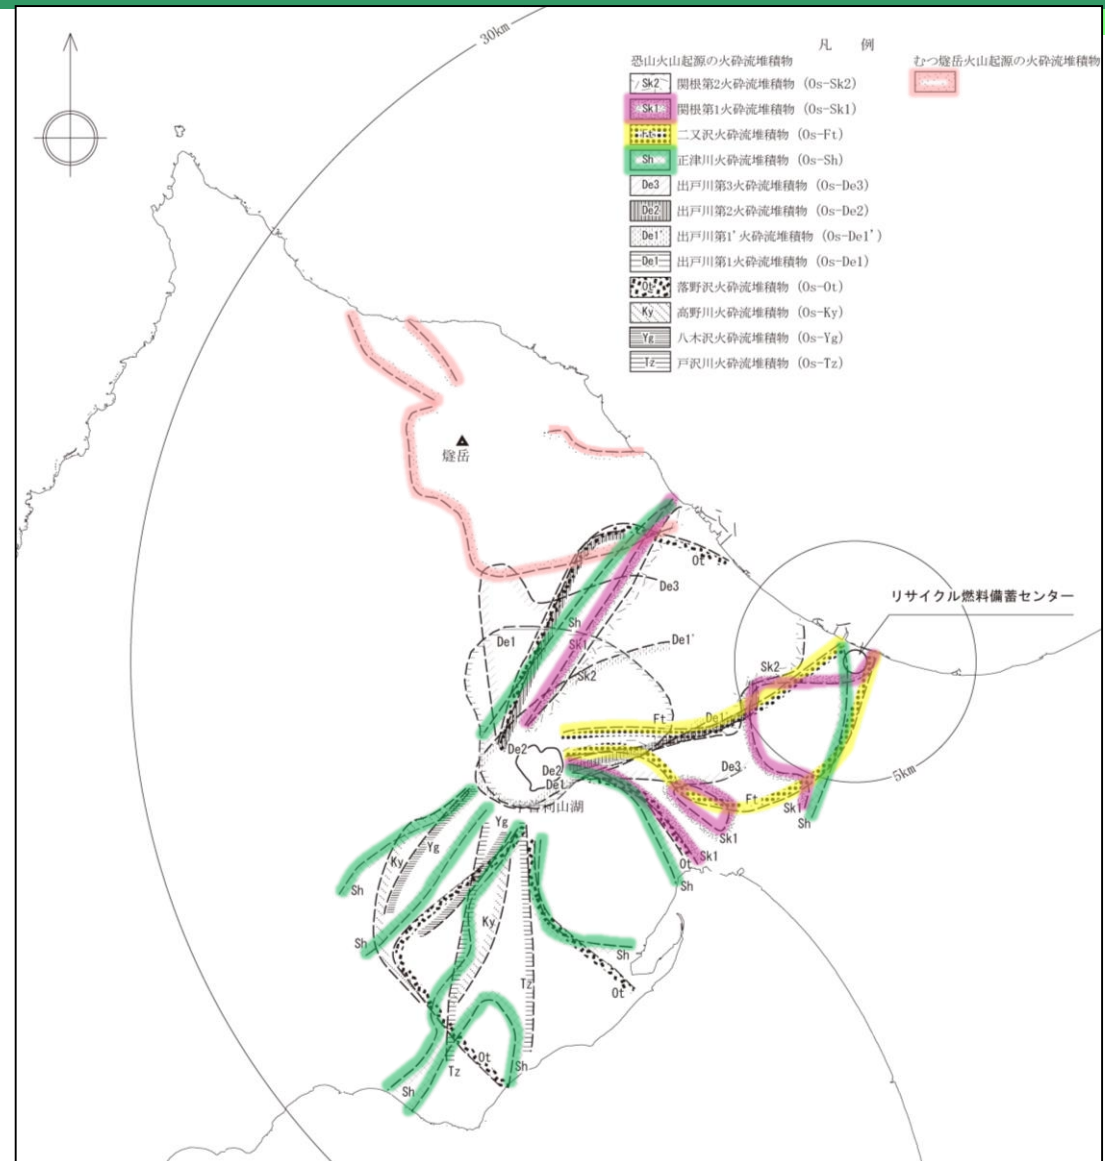 30km
凡 例
恐山火山起源の火砕流堆積物
むつ燧岳火山起源の火砕流堆積物
Sk2 関根第2火砕流堆積物 (Os-Sk2)
Sk1 関根第1火砕流堆積物 (Os-Sk1)
Ft 二又沢火砕流堆積物 (Os-Ft)
Sh 正津川火砕流堆積物 (Os-Sh)
De3 出戸川第3火砕流堆積物 (Os-De3)
De2 出戸川第2火砕流堆積物 (Os-De2)
De1' 出戸川第1'火砕流堆積物 (Os-De1')
De1 出戸川第1火砕流堆積物 (Os-De1)
Ot 落野沢火砕流堆積物 (Os-Ot)
Ky 高野川火砕流堆積物 (Os-Ky)
Yg 八木沢火砕流堆積物 (Os-Yg)
Tz 戸沢川火砕流堆積物 (Os-Tz)
燧岳
Ot
De3
リサイクル燃料備蓄センター
Sh
De1
De1'
Sk1
Sk2
Sk2
Ft
De1'
De2
De2
De3
De1
5km
Ft
Sk1
Sh
山湖
Yg
Yg
Sk1
Sk1
Ot
Ky
Sh
Sh
Ky
Sh
Sh
Tz
Ot
Ot
Sh
Tz
Sh